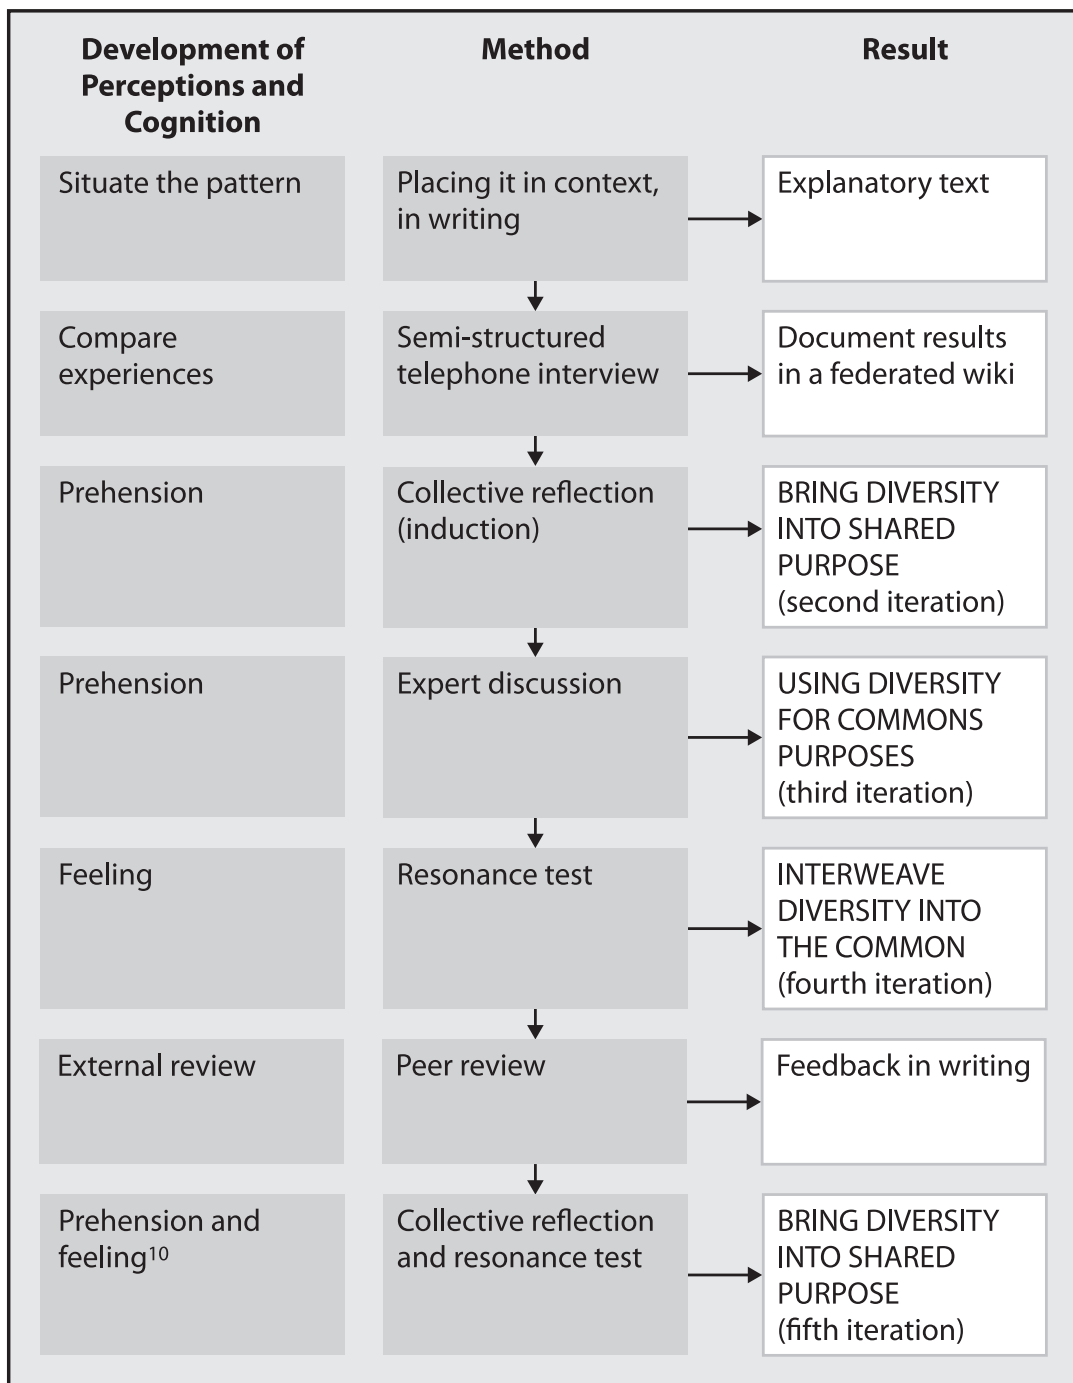 Development of
Perceptions and
Cognition
Method
Result
Situate the pattern
Placing it in context,
in writing
Explanatory text
Compare
experiences
Semi-structured
telephone interview
Document results
in a federated wiki
Prehension
Collective reflection
(induction)
BRING DIVERSITY
INTO SHARED
PURPOSE
(second iteration)
Prehension
Expert discussion
USING DIVERSITY
FOR COMMONS
PURPOSES
(third iteration)
Feeling
Resonance test
INTERWEAVE
DIVERSITY INTO
THE COMMON
(fourth iteration)
External review
Peer review
Feedback in writing
Prehension and
feeling¹⁰
Collective reflection
and resonance test
BRING DIVERSITY
INTO SHARED
PURPOSE
(fifth iteration)